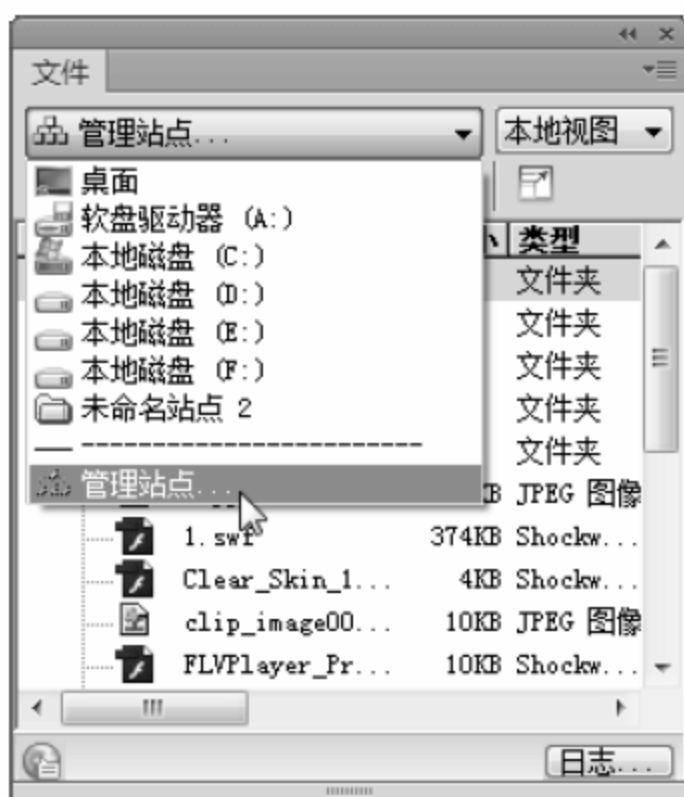 文件
管理站点... 本地视图
桌面
软盘驱动器 (A:)
类型
本地磁盘 (C:)
文件夹
本地磁盘 (D:)
文件夹
本地磁盘 (E:)
文件夹
本地磁盘 (F:)
文件夹
未命名站点 2
文件夹
管理站点...
KB JPEG 图像
1.swf 374KB Shockw...
Clear_Skin_1... 4KB Shockw...
clip_image00... 10KB JPEG 图像
FLVPlayer_Pr... 10KB Shockw...
日志...